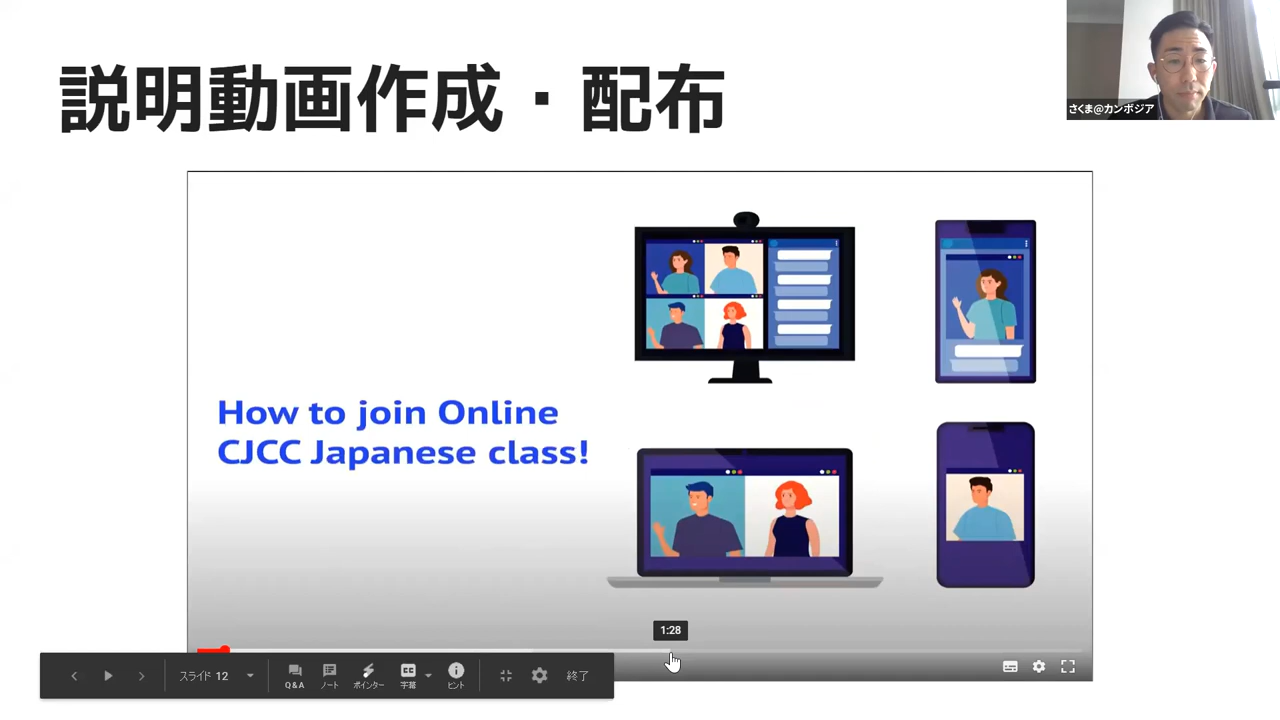 説明動画作成・配布
さくま@カンボジア
How to join Online
CJCC Japanese class!
1:28
スライド 12
Q&A
ノート
ポインター
字幕
ヒント
終了